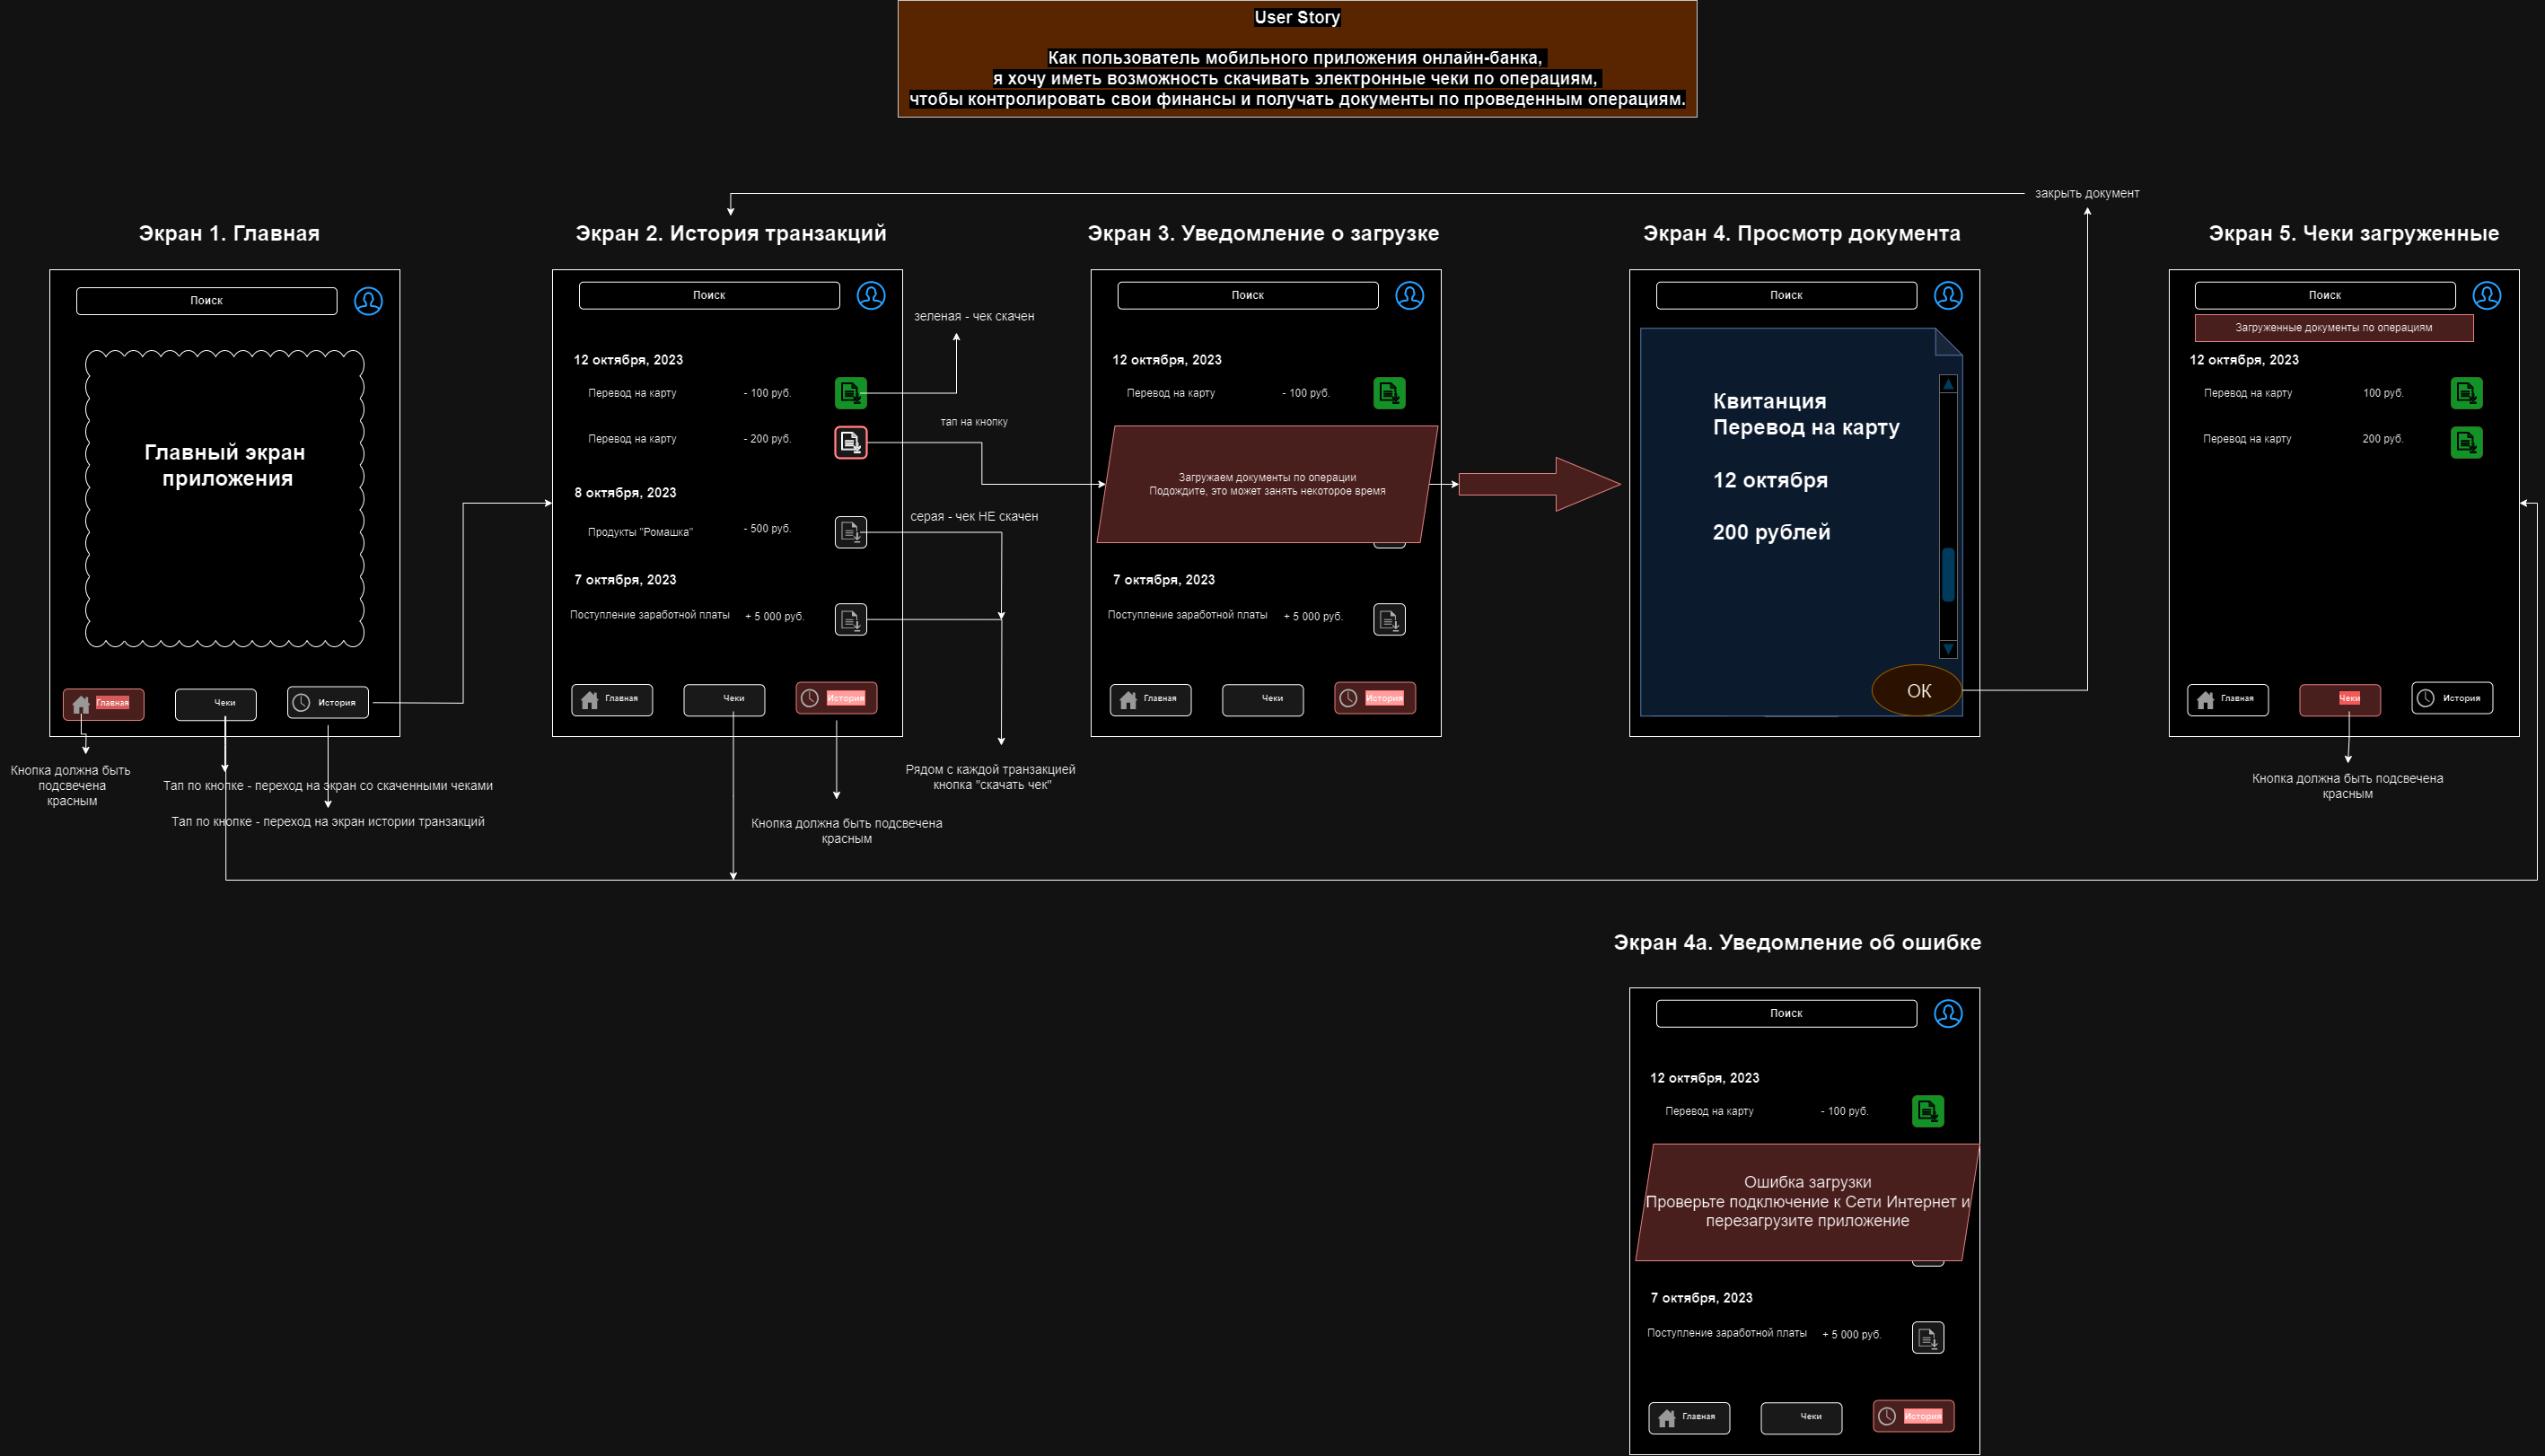 User Story
Как пользователь мобильного приложения онлайн-банка,
я хочу иметь возможность скачивать электронные чеки по операциям,
чтобы контролировать свои финансы и получать документы по проведенным операциям.
закрыть документ
Экран 1. Главная
Поиск
Главный экран
приложения
Главная
Чеки
История
Кнопка должна быть
подсвечена
красным
Тап по кнопке - переход на экран со скаченными чеками
Тап по кнопке - переход на экран истории транзакций
Экран 2. История транзакций
Поиск
12 октября, 2023
Перевод на карту - 100 руб.
Перевод на карту - 200 руб.
8 октября, 2023
Продукты "Ромашка" - 500 руб.
7 октября, 2023
Поступление заработной платы + 5 000 руб.
Главная
Чеки
История
зеленая - чек скачен
тап на кнопку
серая - чек НЕ скачен
Рядом с каждой транзакцией
кнопка "скачать чек"
Кнопка должна быть подсвечена
красным
Экран 3. Уведомление о загрузке
Поиск
12 октября, 2023
Перевод на карту - 100 руб.
Загружаем документы по операции
Подождите, это может занять некоторое время
7 октября, 2023
Поступление заработной платы + 5 000 руб.
Главная
Чеки
История
Экран 4. Просмотр документа
Поиск
Квитанция
Перевод на карту
12 октября
200 рублей
ОК
Экран 5. Чеки загруженные
Поиск
Загруженные документы по операциям
12 октября, 2023
Перевод на карту 100 руб.
Перевод на карту 200 руб.
Главная
Чеки
История
Кнопка должна быть подсвечена
красным
Экран 4а. Уведомление об ошибке
Поиск
12 октября, 2023
Перевод на карту - 100 руб.
Ошибка загрузки
Проверьте подключение к Сети Интернет и
перезагрузите приложение
7 октября, 2023
Поступление заработной платы + 5 000 руб.
Главная
Чеки
История